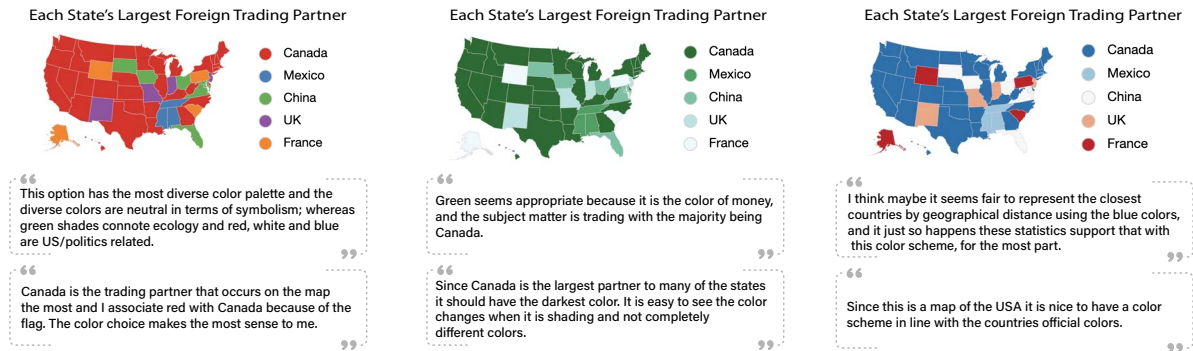 Each State's Largest Foreign Trading Partner
Canada
Mexico
China
UK
France
“
This option has the most diverse color palette and the
diverse colors are neutral in terms of symbolism; whereas
green shades connote ecology and red, white and blue
are US/politics related.
”
“
Canada is the trading partner that occurs on the map
the most and I associate red with Canada because of the
flag. The color choice makes the most sense to me.
”
Each State's Largest Foreign Trading Partner
Canada
Mexico
China
UK
France
“
Green seems appropriate because it is the color of money,
and the subject matter is trading with the majority being
Canada.
”
“
Since Canada is the largest partner to many of the states
it should have the darkest color. It is easy to see the color
changes when it is shading and not completely
different colors.
”
Each State's Largest Foreign Trading Partner
Canada
Mexico
China
UK
France
“
I think maybe it seems fair to represent the closest
countries by geographical distance using the blue colors,
and it just so happens these statistics support that with
this color scheme, for the most part.
”
“
Since this is a map of the USA it is nice to have a color
scheme in line with the countries official colors.
”